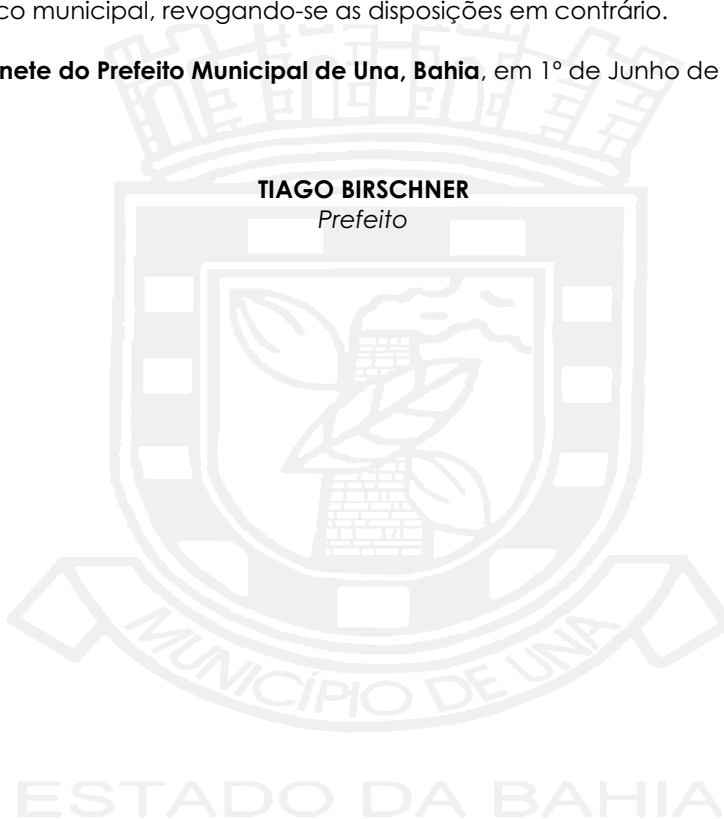 co municipal, revogando-se as disposições em contrário.
nete do Prefeito Municipal de Una, Bahia, em 1º de Junho de
TIAGO BIRSCHNER
Prefeito
MUNICÍPIO DE UNA
ESTADO DA BAHIA